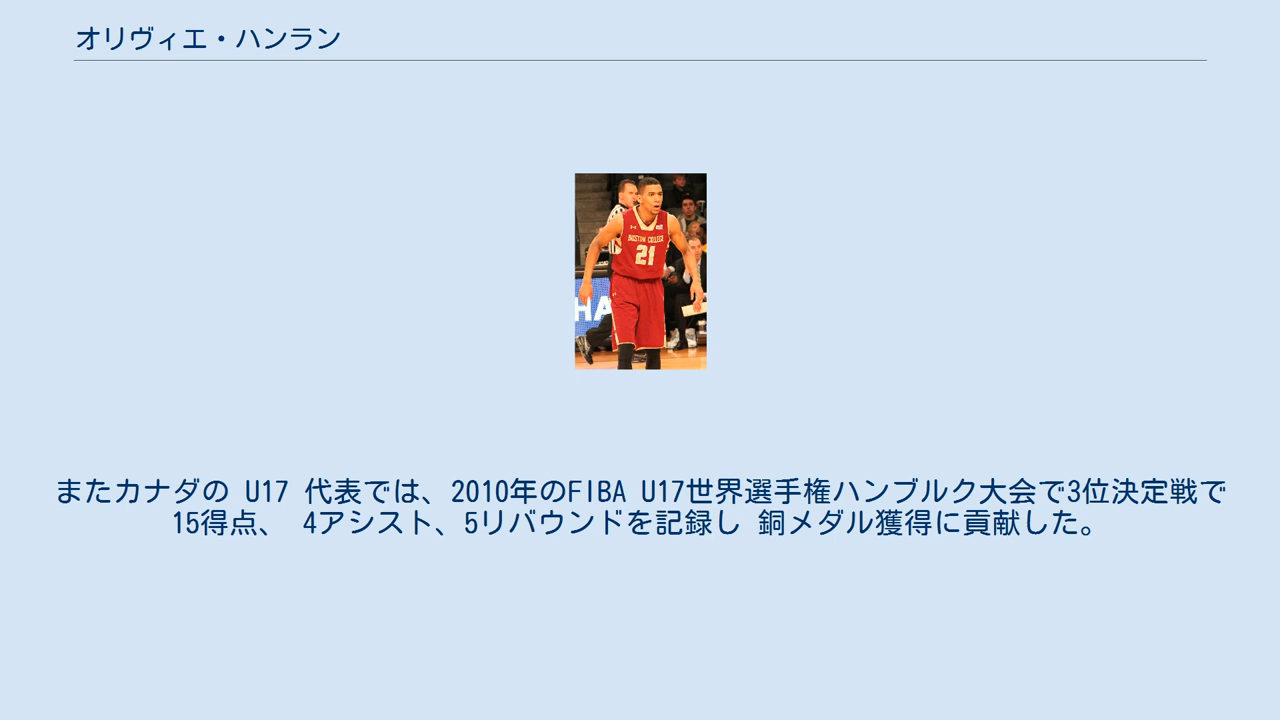 オリヴィエ・ハンラン
BOSTON COLLEGE
21
HA
またカナダの U17 代表では、2010年のFIBA U17世界選手権ハンブルク大会で3位決定戦で
15得点、 4アシスト、5リバウンドを記録し 銅メダル獲得に貢献した。